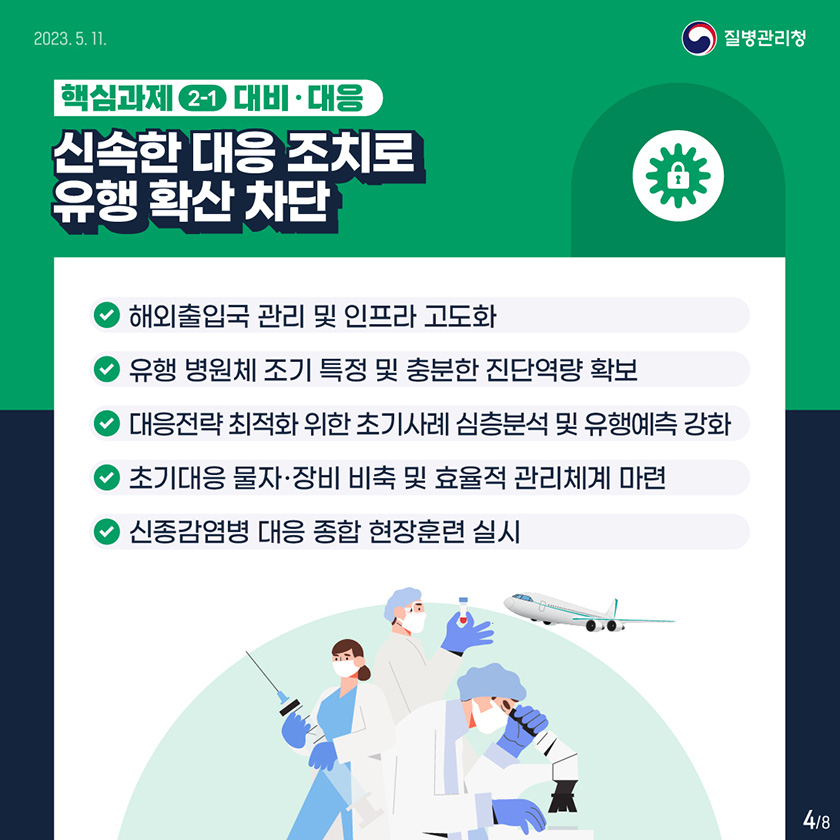 2023. 5. 11.
질병관리청
핵심과제 2-1 대비·대응
신속한 대응 조치로
유행 확산 차단
해외출입국 관리 및 인프라 고도화
유행 병원체 조기 특정 및 충분한 진단역량 확보
대응전략 최적화 위한 초기사례 심층분석 및 유행예측 강화
초기대응 물자·장비 비축 및 효율적 관리체계 마련
신종감염병 대응 종합 현장훈련 실시
4/8